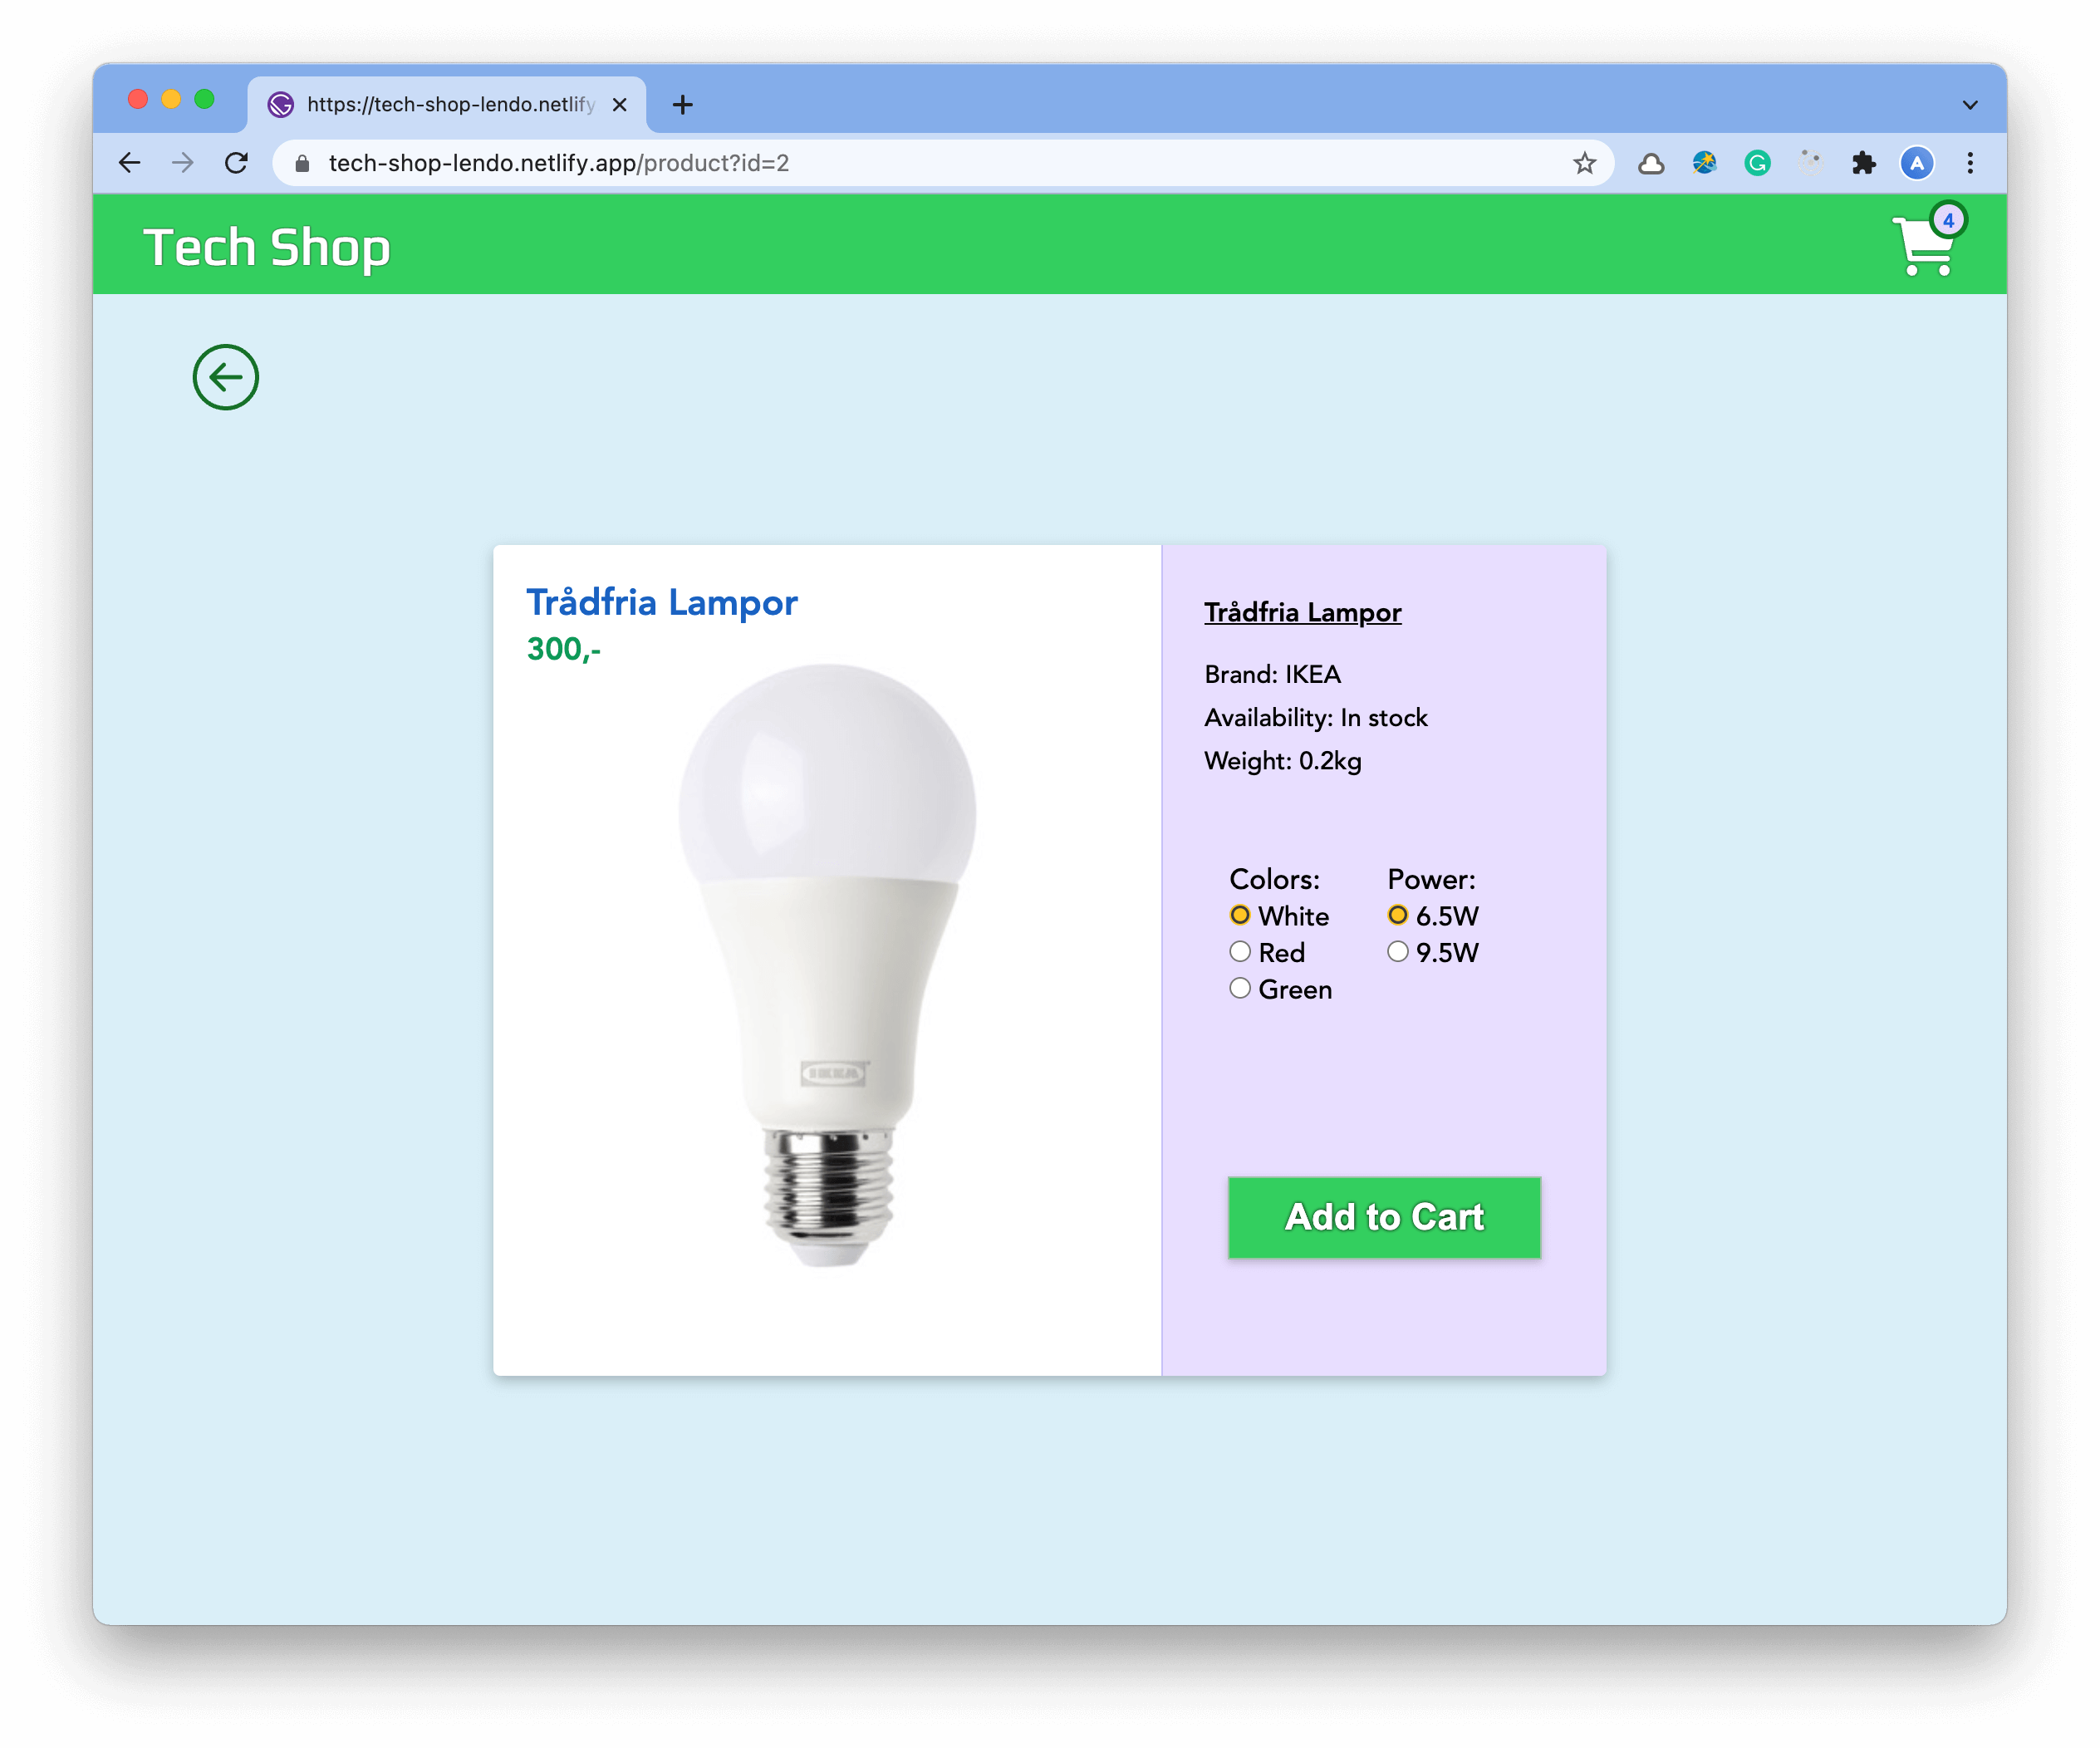 https://tech-shop-lendo.netlify
tech-shop-lendo.netlify.app/product?id=2
A
Tech Shop
4
Trådfria Lampor
300,-
IKEA
Trådfria Lampor
Brand: IKEA
Availability: In stock
Weight: 0.2kg
Colors:
White
Red
Green
Power:
6.5W
9.5W
Add to Cart